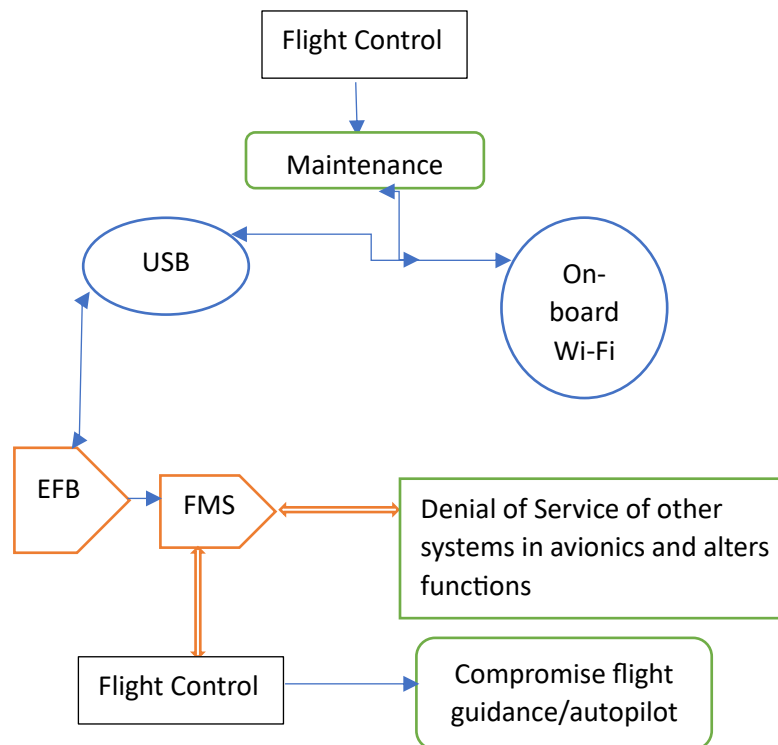 Flight Control
Maintenance
USB
On-
board
Wi-Fi
EFB
FMS
Denial of Service of other
systems in avionics and alters
functions
Flight Control
Compromise flight
guidance/autopilot